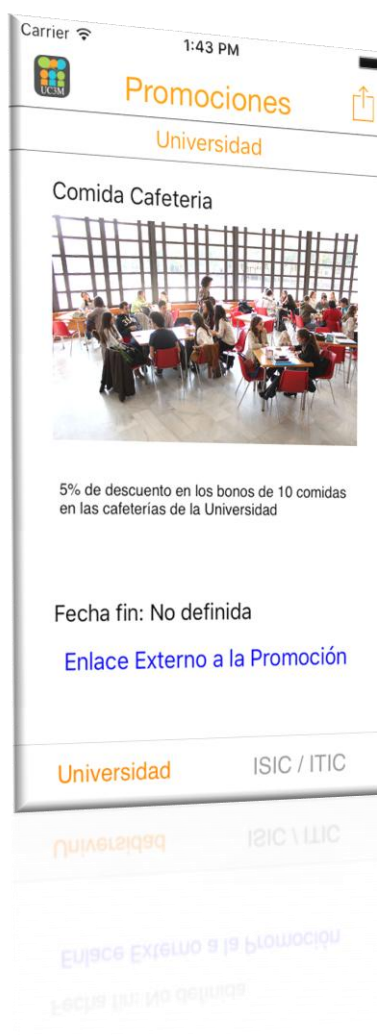 Carrier
1:43 PM
UC3M
Promociones
Universidad
Comida Cafeteria
5% de descuento en los bonos de 10 comidas
en las cafeterías de la Universidad
Fecha fin: No definida
Enlace Externo a la Promoción
Universidad
ISIC / ITIC